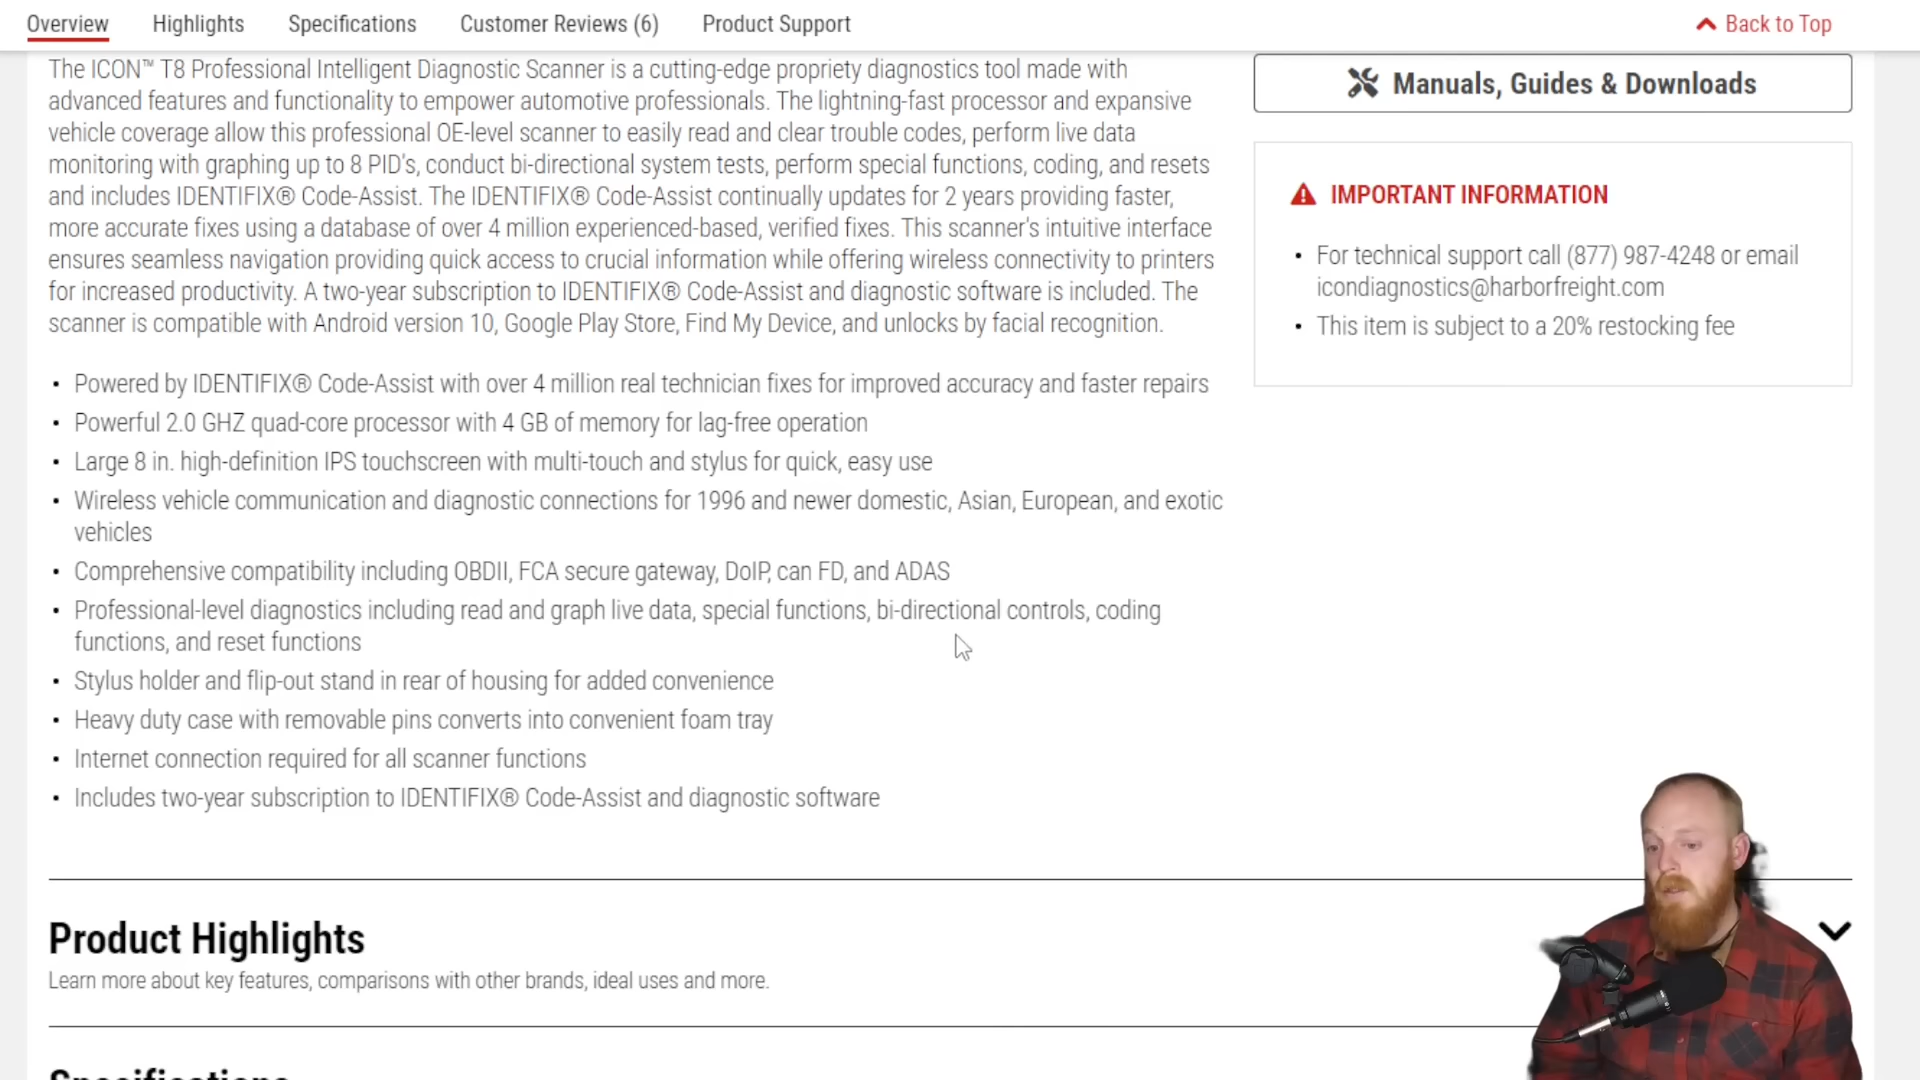 Overview Highlights Specifications Customer Reviews (6) Product Support Back to Top
The ICON™ T8 Professional Intelligent Diagnostic Scanner is a cutting-edge propriety diagnostics tool made with
advanced features and functionality to empower automotive professionals. The lightning-fast processor and expansive
vehicle coverage allow this professional OE-level scanner to easily read and clear trouble codes, perform live data
monitoring with graphing up to 8 PID's, conduct bi-directional system tests, perform special functions, coding, and resets
and includes IDENTIFIX® Code-Assist. The IDENTIFIX® Code-Assist continually updates for 2 years providing faster,
more accurate fixes using a database of over 4 million experienced-based, verified fixes. This scanner's intuitive interface
ensures seamless navigation providing quick access to crucial information while offering wireless connectivity to printers
for increased productivity. A two-year subscription to IDENTIFIX® Code-Assist and diagnostic software is included. The
scanner is compatible with Android version 10, Google Play Store, Find My Device, and unlocks by facial recognition.
• Powered by IDENTIFIX® Code-Assist with over 4 million real technician fixes for improved accuracy and faster repairs
• Powerful 2.0 GHZ quad-core processor with 4 GB of memory for lag-free operation
• Large 8 in. high-definition IPS touchscreen with multi-touch and stylus for quick, easy use
• Wireless vehicle communication and diagnostic connections for 1996 and newer domestic, Asian, European, and exotic
vehicles
• Comprehensive compatibility including OBDII, FCA secure gateway, DoIP, can FD, and ADAS
• Professional-level diagnostics including read and graph live data, special functions, bi-directional controls, coding
functions, and reset functions
• Stylus holder and flip-out stand in rear of housing for added convenience
• Heavy duty case with removable pins converts into convenient foam tray
• Internet connection required for all scanner functions
• Includes two-year subscription to IDENTIFIX® Code-Assist and diagnostic software
Manuals, Guides & Downloads
IMPORTANT INFORMATION
• For technical support call (877) 987-4248 or email
icondiagnostics@harborfreight.com
• This item is subject to a 20% restocking fee
Product Highlights
Learn more about key features, comparisons with other brands, ideal uses and more.
Specifications